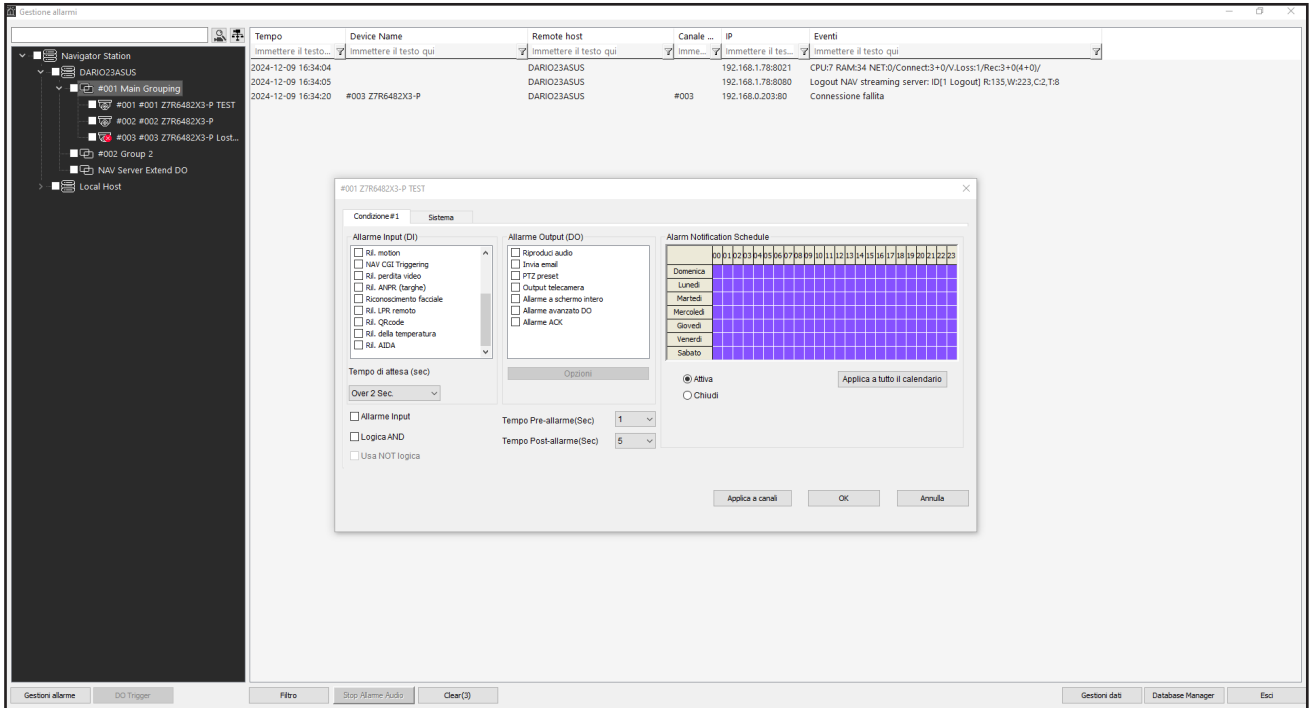 Gestione allarmi
Tempo Device Name Remote host Canale ... IP Eventi
Immettere il testo... Immettere il testo qui Immettere il testo qui Imme... Immettere il tes... Immettere il testo qui
2024-12-09 16:34:04 DARIO23ASUS 192.168.1.78:8021 CPU:7 RAM:34 NET:0/Connect:3+0/V.Loss:1/Rec:3+0(4+0)/
2024-12-09 16:34:05 DARIO23ASUS 192.168.1.78:8080 Logout NAV streaming server: ID[1 Logout] R:135,W:223,C:2,T:8
2024-12-09 16:34:20 #003 Z7R6482X3-P DARIO23ASUS #003 192.168.0.203:80 Connessione fallita
Navigator Station
DARIO23ASUS
#001 Main Grouping
#001 #001 Z7R6482X3-P TEST
#002 #002 Z7R6482X3-P
#003 #003 Z7R6482X3-P Lost...
#002 Group 2
NAV Server Extend DO
Local Host
#001 Z7R6482X3-P TEST
Condizione#1 Sistema
Allarme Input (DI)
Ril. motion
NAV CGI Triggering
Ril. perdita video
Ril. ANPR (targhe)
Riconoscimento facciale
Ril. LPR remoto
Ril. QRcode
Ril. della temperatura
Ril. AIDA
Tempo di attesa (sec)
Over 2 Sec.
Allarme Input
Logica AND
Usa NOT logica
Allarme Output (DO)
Riproduci audio
Invia email
PTZ preset
Output telecamera
Allarme a schermo intero
Allarme avanzato DO
Allarme ACK
Opzioni
Tempo Pre-allarme(Sec) 1
Tempo Post-allarme(Sec) 5
Alarm Notification Schedule
00 01 02 03 04 05 06 07 08 09 10 11 12 13 14 15 16 17 18 19 20 21 22 23
Domenica
Lunedì
Martedì
Mercoledì
Giovedì
Venerdì
Sabato
Attiva
Chiudi
Applica a tutto il calendario
Applica a canali OK Annulla
Gestioni allarme DO Trigger Filtro Stop Allarme Audio Clear(3) Gestioni dati Database Manager Esci